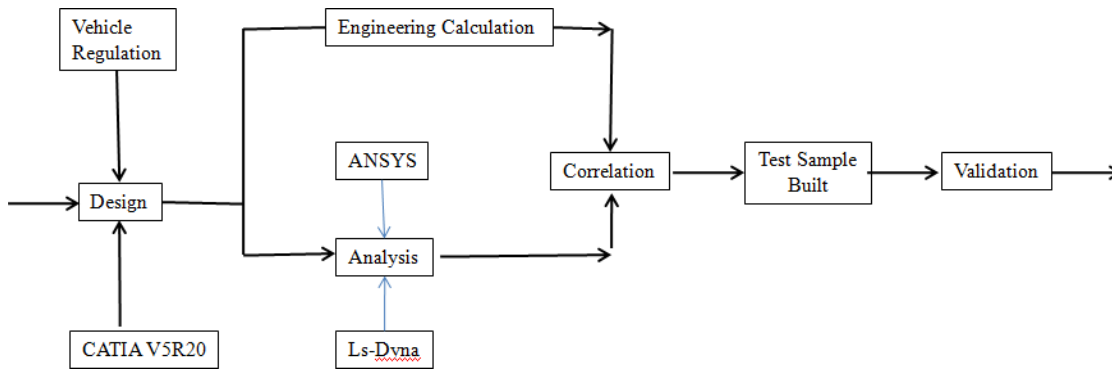 Vehicle
Regulation
Engineering Calculation
ANSYS
Design
Correlation
Test Sample
Built
Validation
Analysis
CATIA V5R20
Ls-Dyna